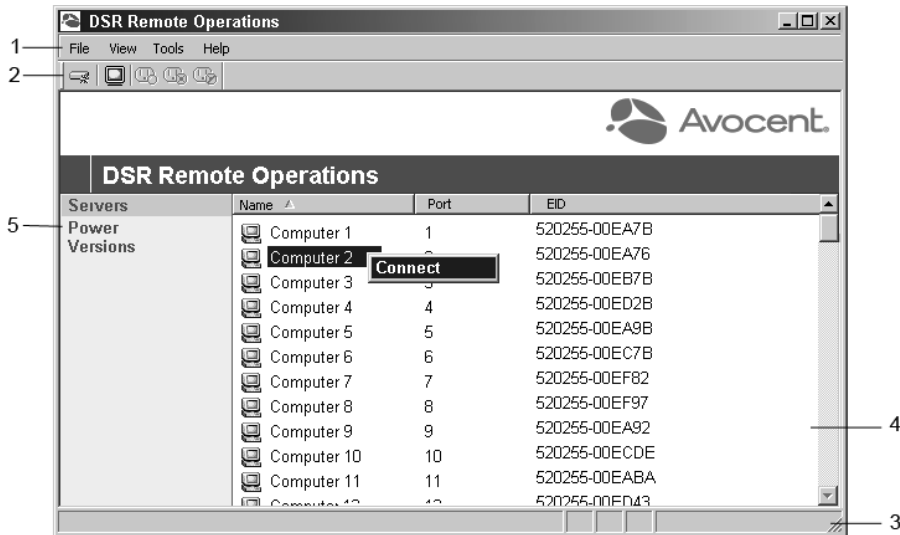 DSR Remote Operations
1
File View Tools Help
2
Avocent.
DSR Remote Operations
Servers Name Port EID
5
Power
Versions
Computer 1 1 520255-00EA7B
Computer 2 520255-00EA76
Connect
Computer 3 520255-00EB7B
Computer 4 4 520255-00ED2B
Computer 5 5 520255-00EA9B
Computer 6 6 520255-00EC7B
Computer 7 7 520255-00EF82
Computer 8 8 520255-00EF97
Computer 9 9 520255-00EA92
4
Computer 10 10 520255-00ECDE
Computer 11 11 520255-00EABA
520255-00ED43
3